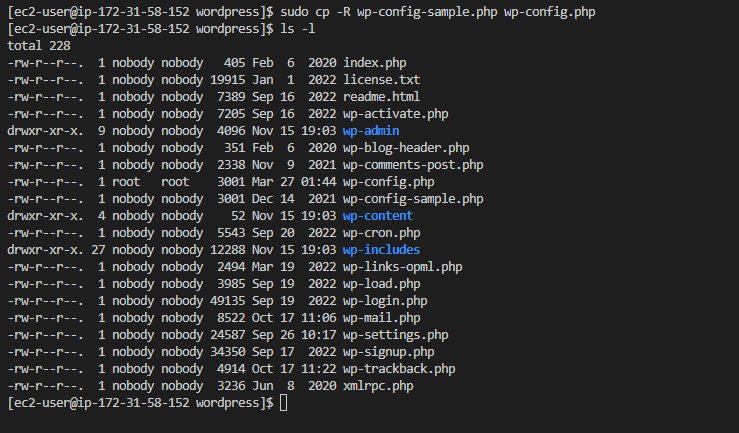 [ec2-user@ip-172-31-58-152 wordpress]$ sudo cp -R wp-config-sample.php wp-config.php
[ec2-user@ip-172-31-58-152 wordpress]$ ls -l
total 228
-rw-r--r--.  1 nobody nobody   405 Feb  6  2020 index.php
-rw-r--r--.  1 nobody nobody 19915 Jan  1  2022 license.txt
-rw-r--r--.  1 nobody nobody  7389 Sep 16  2022 readme.html
-rw-r--r--.  1 nobody nobody  7205 Sep 16  2022 wp-activate.php
drwxr-xr-x.  9 nobody nobody  4096 Nov 15 19:03 wp-admin
-rw-r--r--.  1 nobody nobody   351 Feb  6  2020 wp-blog-header.php
-rw-r--r--.  1 nobody nobody  2338 Nov  9  2021 wp-comments-post.php
-rw-r--r--.  1 root   root    3001 Mar 27 01:44 wp-config.php
-rw-r--r--.  1 nobody nobody  3001 Dec 14  2021 wp-config-sample.php
drwxr-xr-x.  4 nobody nobody    52 Nov 15 19:03 wp-content
-rw-r--r--.  1 nobody nobody  5543 Sep 20  2022 wp-cron.php
drwxr-xr-x. 27 nobody nobody 12288 Nov 15 19:03 wp-includes
-rw-r--r--.  1 nobody nobody  2494 Mar 19  2022 wp-links-opml.php
-rw-r--r--.  1 nobody nobody  3985 Sep 19  2022 wp-load.php
-rw-r--r--.  1 nobody nobody 49135 Sep 19  2022 wp-login.php
-rw-r--r--.  1 nobody nobody  8522 Oct 17 11:06 wp-mail.php
-rw-r--r--.  1 nobody nobody 24587 Sep 26 10:17 wp-settings.php
-rw-r--r--.  1 nobody nobody 34350 Sep 17  2022 wp-signup.php
-rw-r--r--.  1 nobody nobody  4914 Oct 17 11:22 wp-trackback.php
-rw-r--r--.  1 nobody nobody  3236 Jun  8  2020 xmlrpc.php
[ec2-user@ip-172-31-58-152 wordpress]$